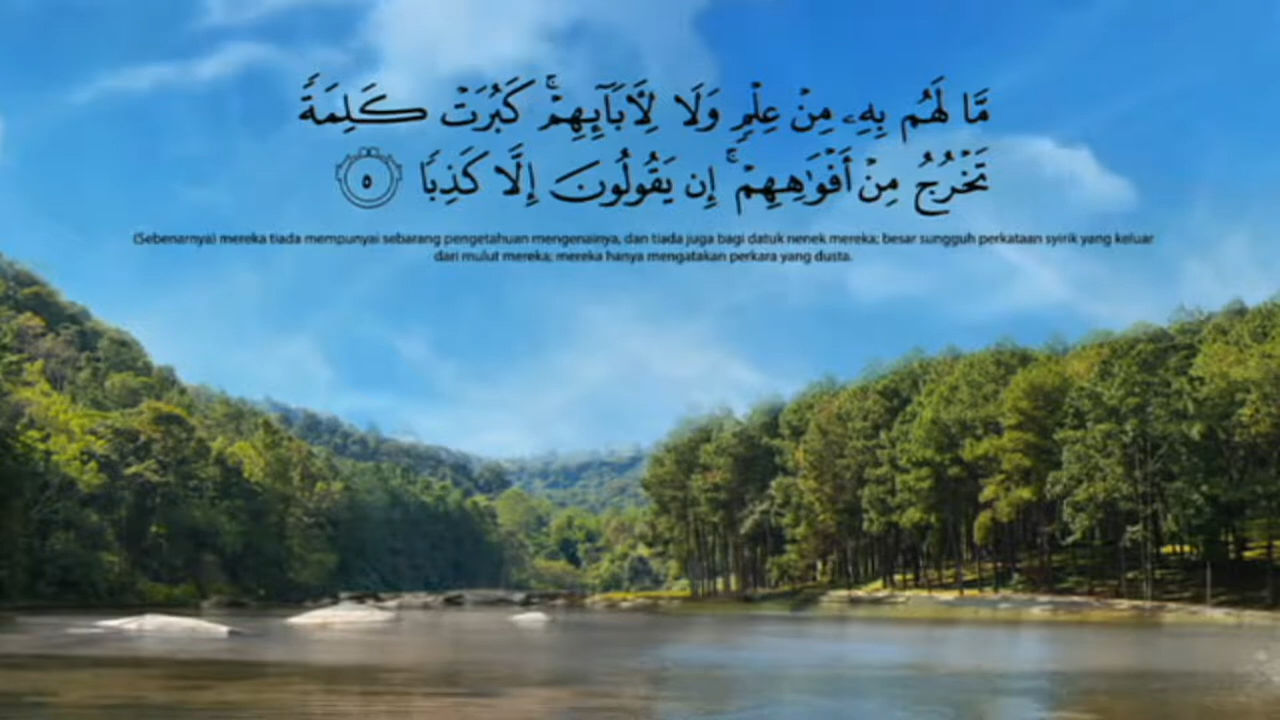 مَّا لَهُم بِهِۦ مِنْ عِلْمٍ وَلَا لِـَٔابَآئِهِمْ ۚ كَبُرَتْ كَلِمَةً
تَخْرُجُ مِنْ أَفْوَٰهِهِمْ ۚ إِن يَقُولُونَ إِلَّا كَذِبًا ٥
(Sebenarnya) mereka tiada mempunyai sebarang pengetahuan mengenainya, dan tiada juga bagi datuk nenek mereka; besar sungguh perkataan syirik yang keluar
dari mulut mereka; mereka hanya mengatakan perkara yang dusta.